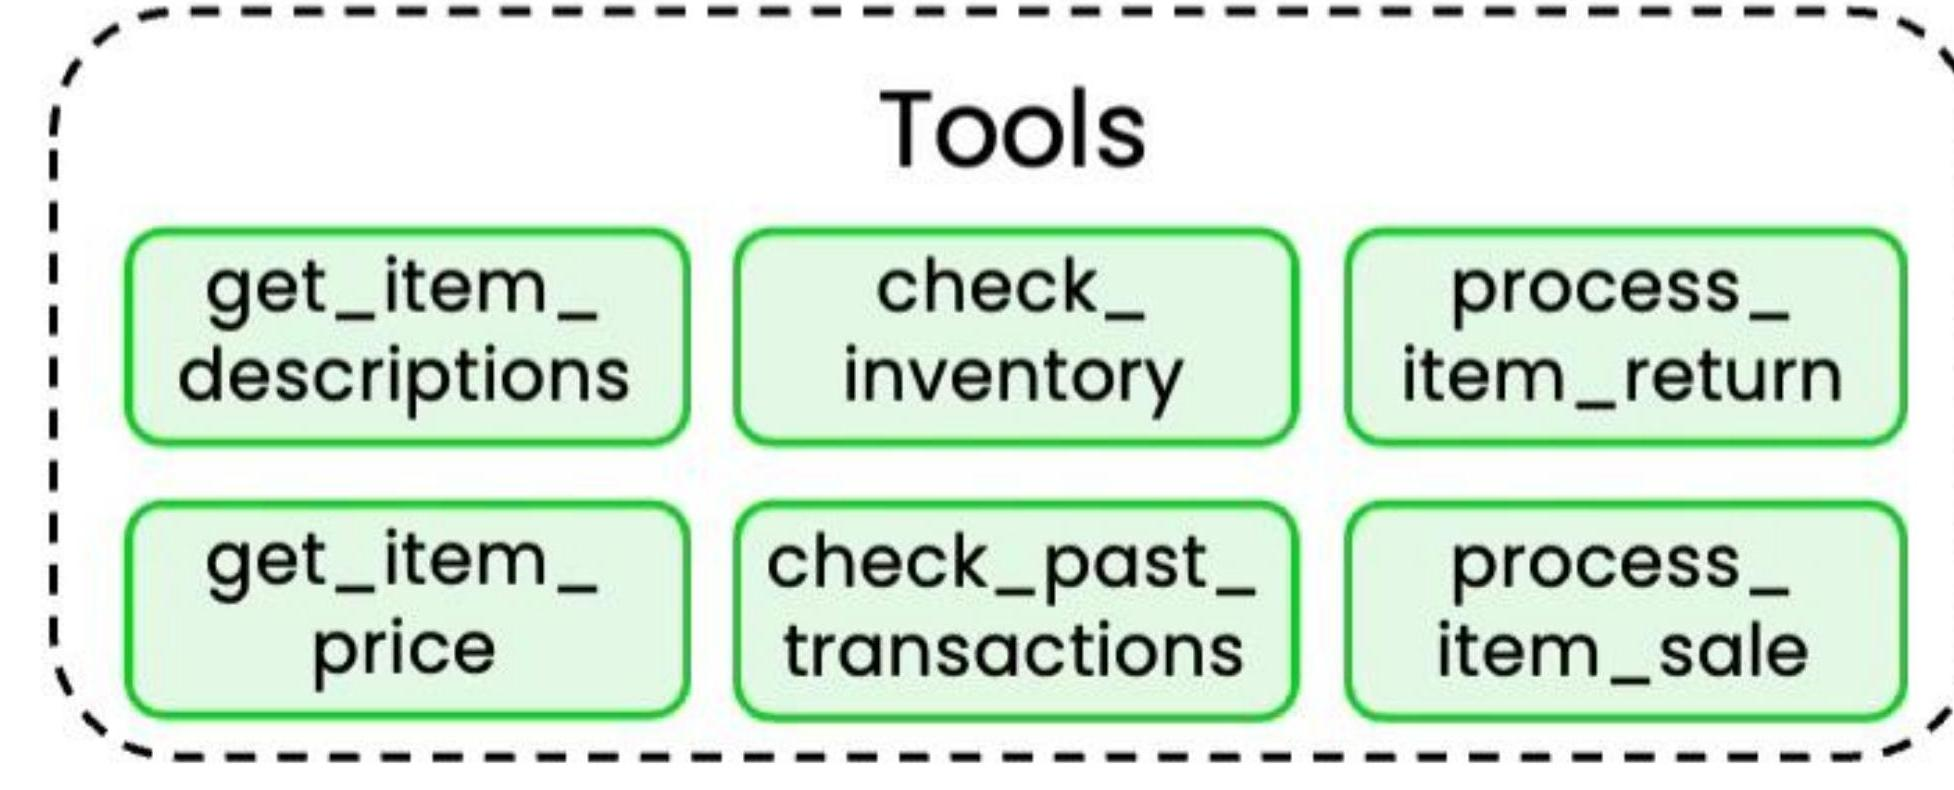 Tools
get_item_
descriptions
check_
inventory
process_
item_return
get_item_
price
check_past_
transactions
process_
item_sale